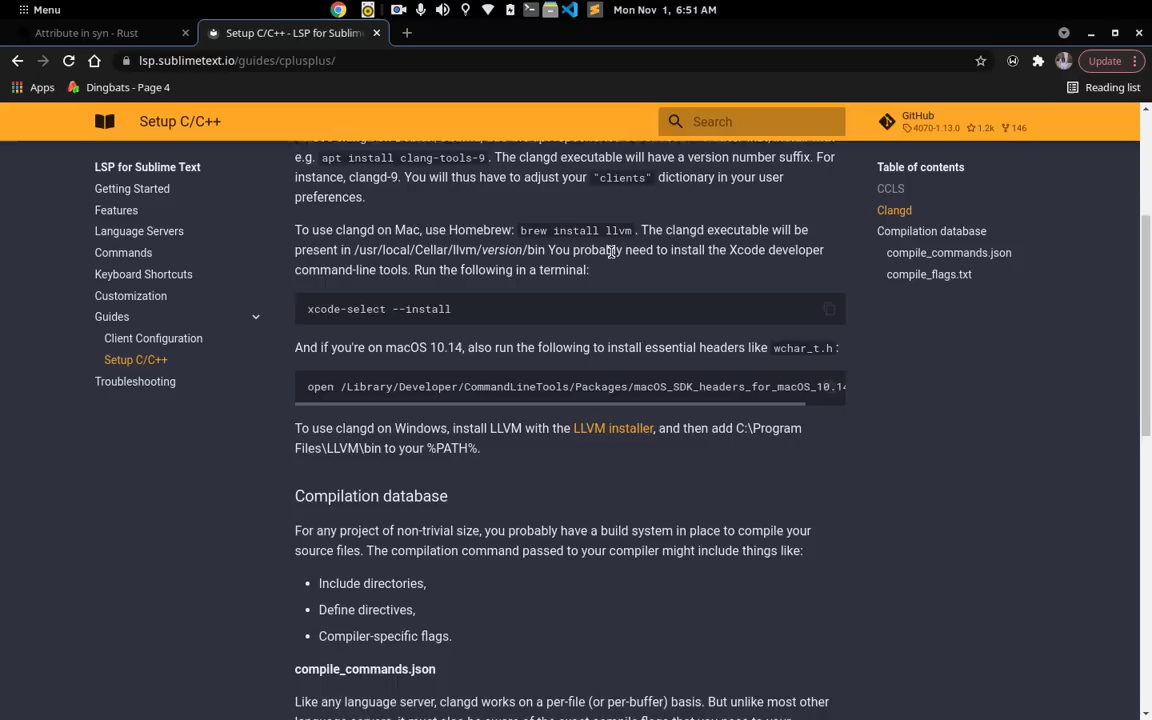 Menu
Mon Nov 1, 6:51 AM
Attribute in syn - Rust
Setup C/C++ - LSP for Sublim
lsp.sublimetext.io/guides/cplusplus/
Update
Apps
Dingbats - Page 4
Reading list
Setup C/C++
Search
GitHub
4070-1.13.0 1.2k 146
LSP for Sublime Text
Getting Started
Features
Language Servers
Commands
Keyboard Shortcuts
Customization
Guides
Client Configuration
Setup C/C++
Troubleshooting
e.g. apt install clang-tools-9. The clangd executable will have a version number suffix. For
instance, clangd-9. You will thus have to adjust your "clients" dictionary in your user
preferences.
To use clangd on Mac, use Homebrew: brew install llvm. The clangd executable will be
present in /usr/local/Cellar/llvm/version/bin You probably need to install the Xcode developer
command-line tools. Run the following in a terminal:
xcode-select --install
And if you're on macOS 10.14, also run the following to install essential headers like wchar_t.h:
open /Library/Developer/CommandLineTools/Packages/macOS_SDK_headers_for_macOS_10.14
To use clangd on Windows, install LLVM with the LLVM installer, and then add C:\Program
Files\LLVM\bin to your %PATH%.
Compilation database
For any project of non-trivial size, you probably have a build system in place to compile your
source files. The compilation command passed to your compiler might include things like:
• Include directories,
• Define directives,
• Compiler-specific flags.
compile_commands.json
Like any language server, clangd works on a per-file (or per-buffer) basis. But unlike most other
Table of contents
CCLS
Clangd
Compilation database
compile_commands.json
compile_flags.txt